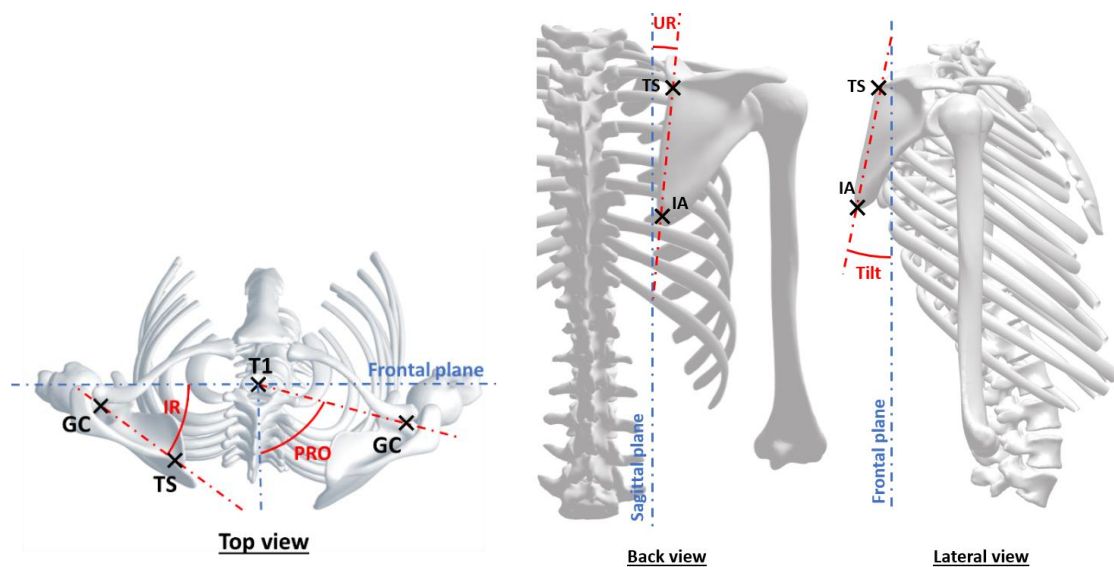 T1
Frontal plane
IR
GC
GC
PRO
TS
Top view
UR
TS
IA
Sagittal plane
Back view
TS
IA
Tilt
Frontal plane
Lateral view